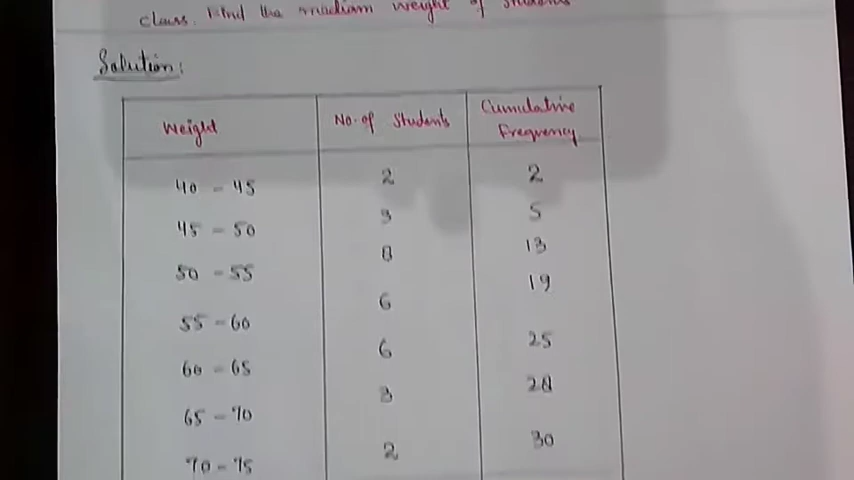 class. Find the madiam weight of students
Solution:
Weight No. of Students Cumulative Frequency
40 - 45 2 2
45 - 50 3 5
50 - 55 8 13
55 - 60 6 19
60 - 65 6 25
65 - 70 3 28
70 - 75 2 30